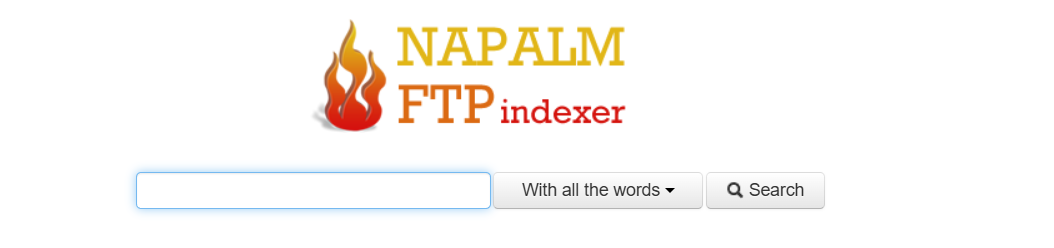 NAPALM
FTP indexer
With all the words Search